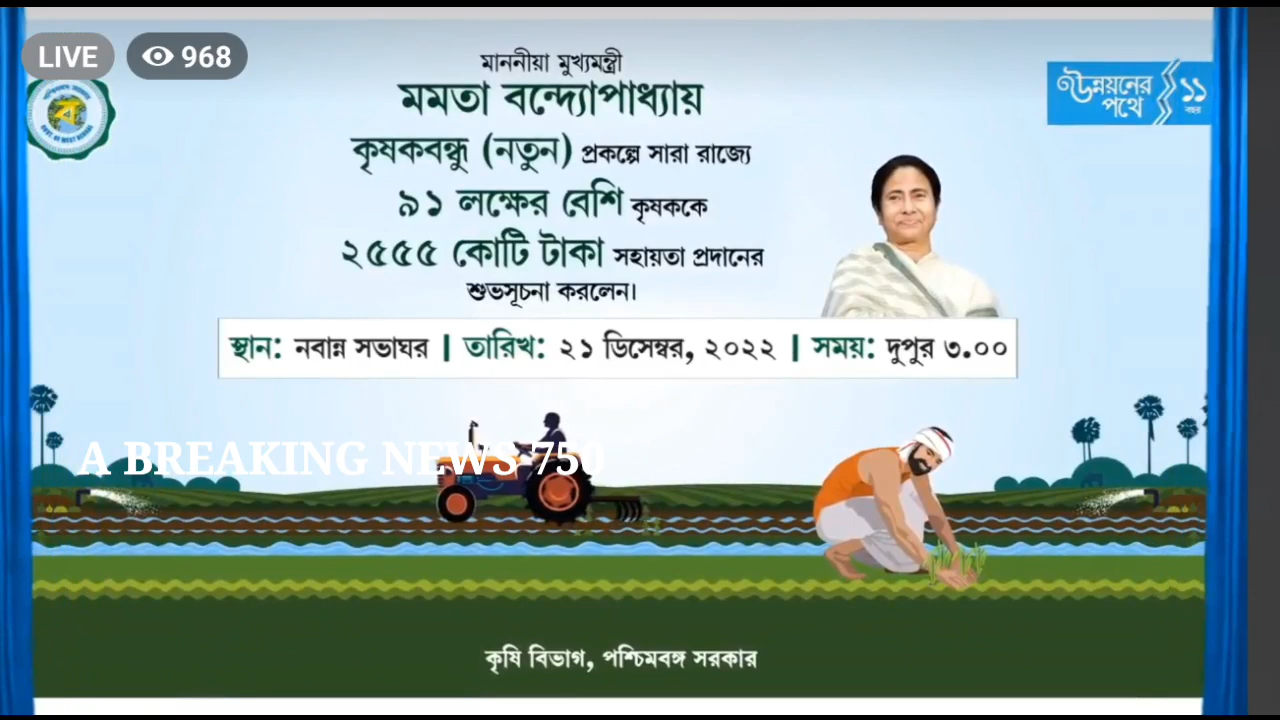 LIVE 968
মাননীয়া মুখ্যমন্ত্রী
মমতা বন্দ্যোপাধ্যায়
কৃষকবন্ধু (নতুন) প্রকল্পে সারা রাজ্যে
৯১ লক্ষের বেশি কৃষককে
২৫৫৫ কোটি টাকা সহায়তা প্রদানের
শুভসূচনা করলেন।
উন্নয়নের
পথে
১১
বছর
স্থান: নবান্ন সভাঘর | তারিখ: ২১ ডিসেম্বর, ২০২২ | সময়: দুপুর ৩.০০
A BREAKING NEWS 750
কৃষি বিভাগ, পশ্চিমবঙ্গ সরকার